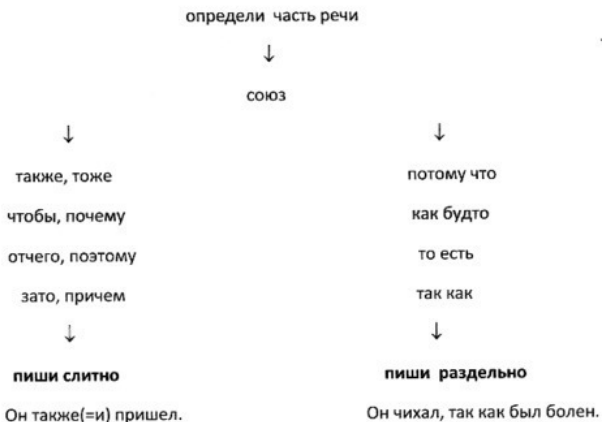 определи часть речи
↓
союз
↓ ↓
также, тоже потому что
чтобы, почему как будто
отчего, поэтому то есть
зато, причем так как
↓ ↓
пиши слитно пиши раздельно
Он также(=и) пришел. Он чихал, так как был болен.